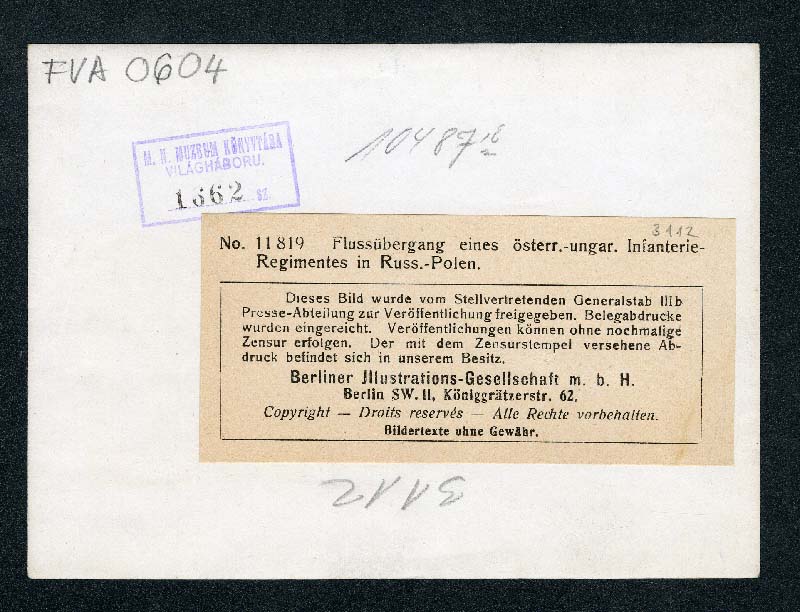 FVA 0604
10487
M. N. MUZEUM KÖNYVTÁRA
VILÁGHÁBORU.
1662 SZ.
3112
No. 11819 Flussübergang eines österr.-ungar. Infanterie-
Regimentes in Russ.-Polen.
Dieses Bild wurde vom Stellvertretenden Generalstab IIIb
Presse-Abteilung zur Veröffentlichung freigegeben. Belegabdrucke
wurden eingereicht. Veröffentlichungen können ohne nochmalige
Zensur erfolgen. Der mit dem Zensurstempel versehene Ab-
druck befindet sich in unserem Besitz.
Berliner Illustrations-Gesellschaft m. b. H.
Berlin SW. 11, Königgrätzerstr. 62.
Copyright — Droits reservés — Alle Rechte vorbehalten.
Bildertexte ohne Gewähr.
3112